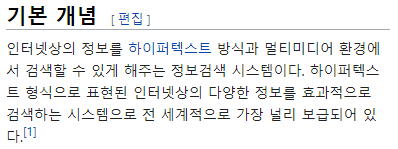 기본 개념 [ 편집 ]
인터넷상의 정보를 하이퍼텍스트 방식과 멀티미디어 환경에
서 검색할 수 있게 해주는 정보검색 시스템이다. 하이퍼텍스
트 형식으로 표현된 인터넷상의 다양한 정보를 효과적으로
검색하는 시스템으로 전 세계적으로 가장 널리 보급되어 있
다.[1]